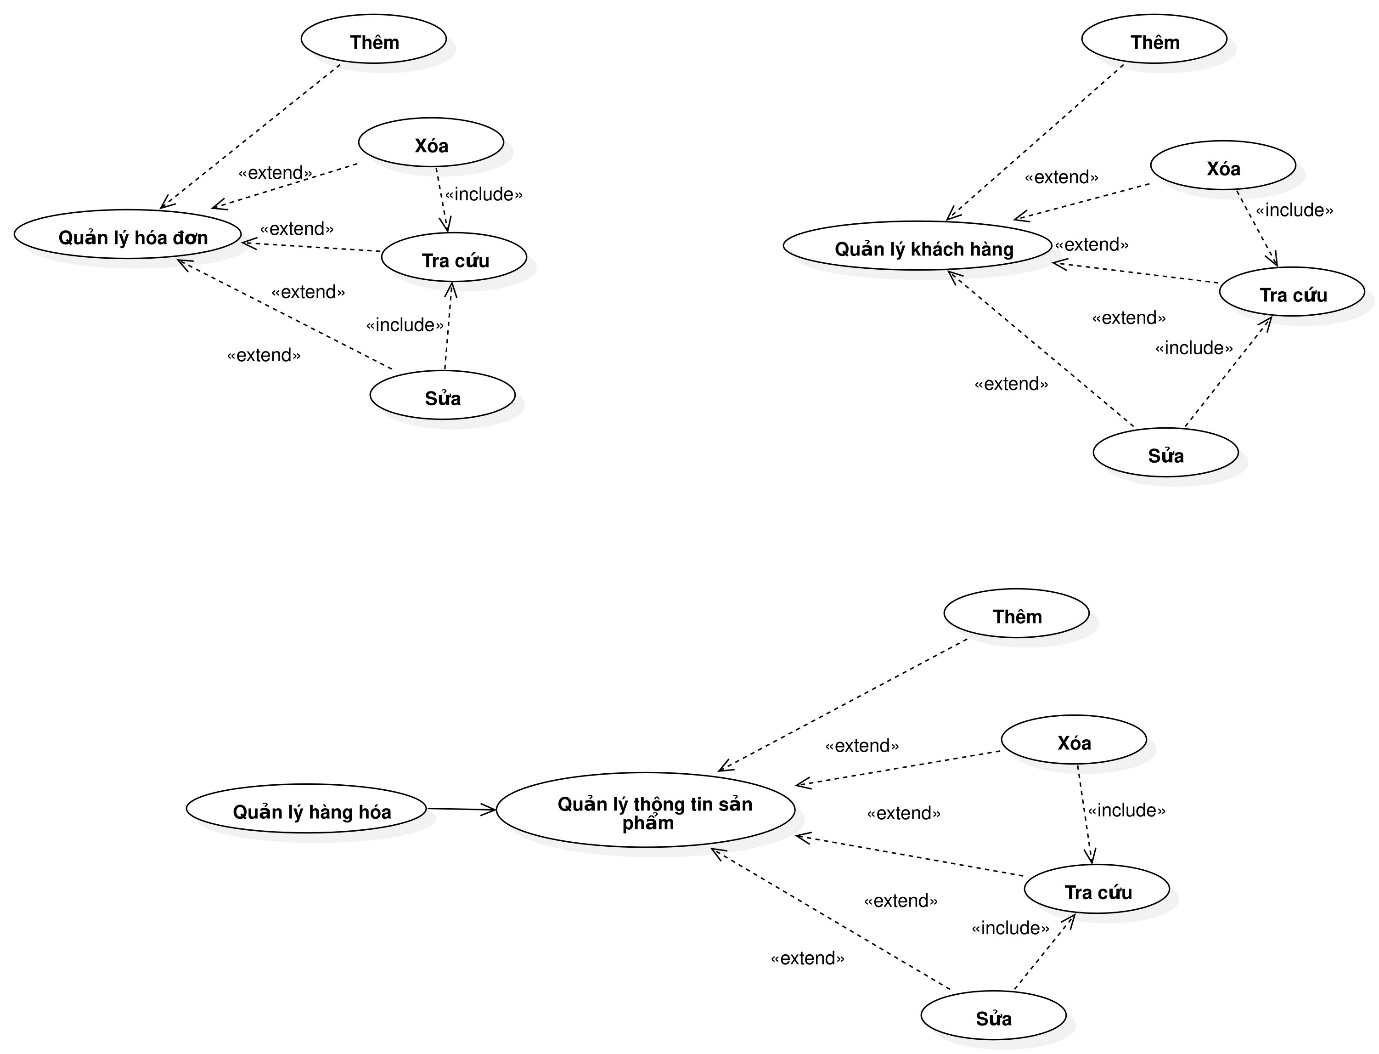 Thêm
Xóa
«extend»
«include»
Quản lý hóa đơn
«extend»
Tra cứu
«extend»
«include»
«extend»
Sửa
Thêm
Xóa
«extend»
«include»
Quản lý khách hàng
«extend»
Tra cứu
«extend»
«include»
«extend»
Sửa
Thêm
Xóa
«extend»
Quản lý hàng hóa
Quản lý thông tin sản
phẩm
«extend»
«include»
Tra cứu
«extend»
«include»
«extend»
Sửa